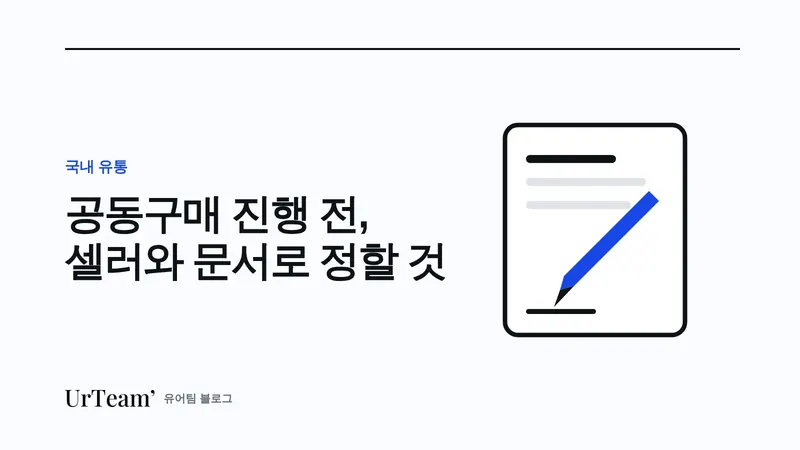 국내 유통
공동구매 진행 전,
셀러와 문서로 정할 것
UrTeam’ 유어팀 블로그